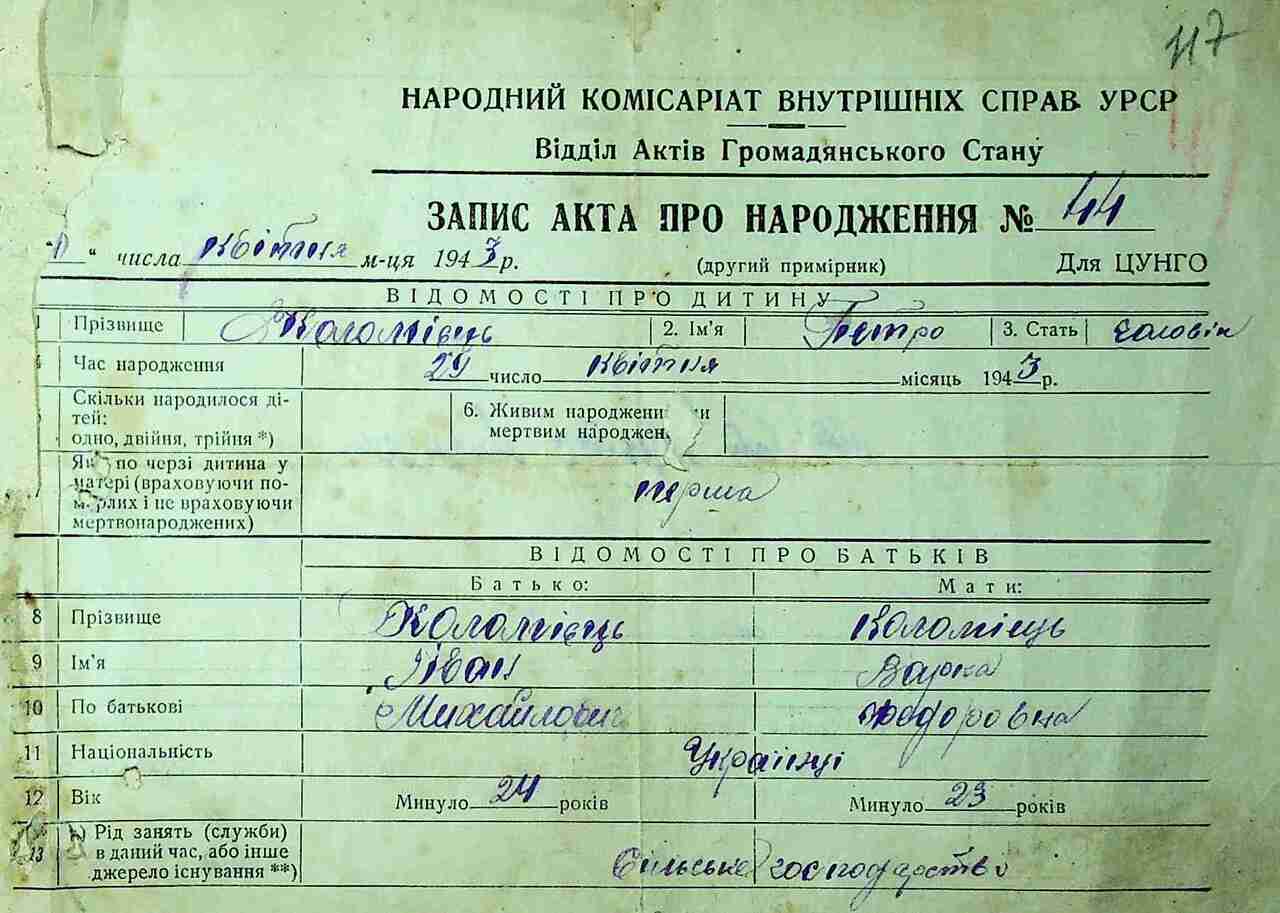 117
НАРОДНИЙ КОМІСАРІАТ ВНУТРІШНІХ СПРАВ УРСР
Відділ Актів Громадянського Стану
ЗАПИС АКТА ПРО НАРОДЖЕННЯ № 44
" " числа квітня м-ця 1943 р. (другий примірник) Для ЦУНГО
ВІДОМОСТІ ПРО ДИТИНУ
Прізвище Коломієць 2. Ім'я Петро 3. Стать чоловіч
Час народження 29 число квітня місяць 1943 р.
Скільки народилося ді-
тей:
одно, двійня, трійня *)
6. Живим народжени и
мертвим народжен
Як по черзі дитина у
матері (враховуючи по-
мерлих і не враховуючи
мертвонароджених)
перша
ВІДОМОСТІ ПРО БАТЬКІВ
Батько: Мати:
8 Прізвище Коломієць Коломієць
9 Ім'я Іван Варка
10 По батькові Михайлович Федоровна
11 Національність Українці
12 Вік Минуло 24 років Минуло 23 років
13 Рід занять (служби)
в даний час, або інше
джерело існування **)
Сільське господарство